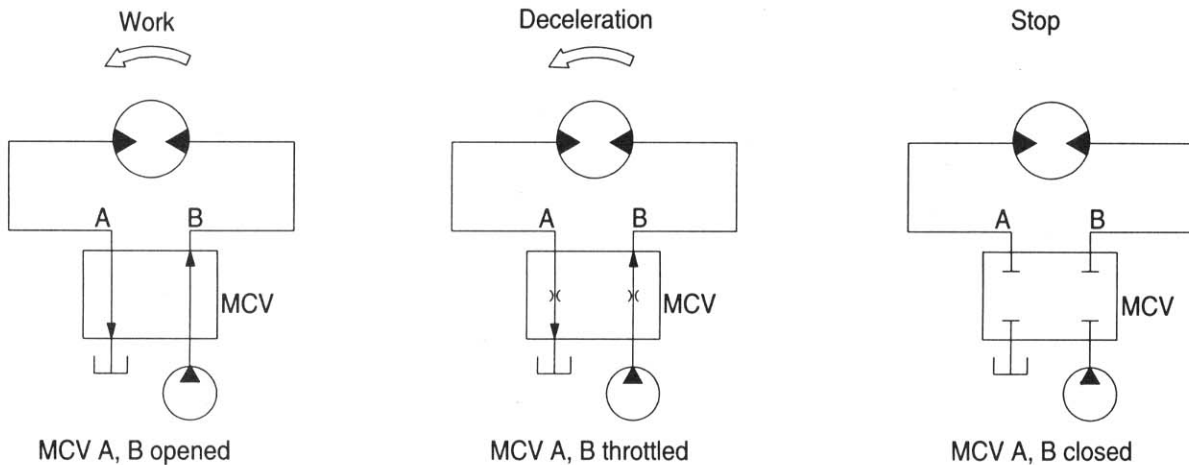 Work
Deceleration
Stop
A B
A B
A B
MCV
MCV
MCV
MCV A, B opened
MCV A, B throttled
MCV A, B closed